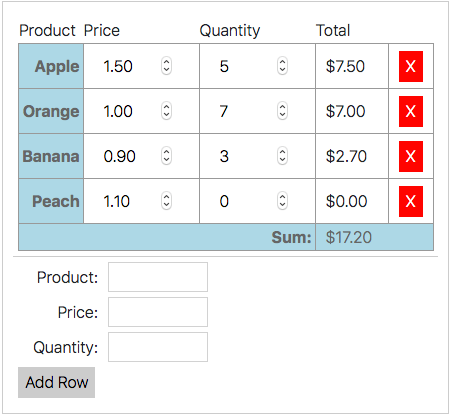 Product Price Quantity Total
Apple 1.50 5 $7.50 X
Orange 1.00 7 $7.00 X
Banana 0.90 3 $2.70 X
Peach 1.10 0 $0.00 X
Sum: $17.20
Product:
Price:
Quantity:
Add Row